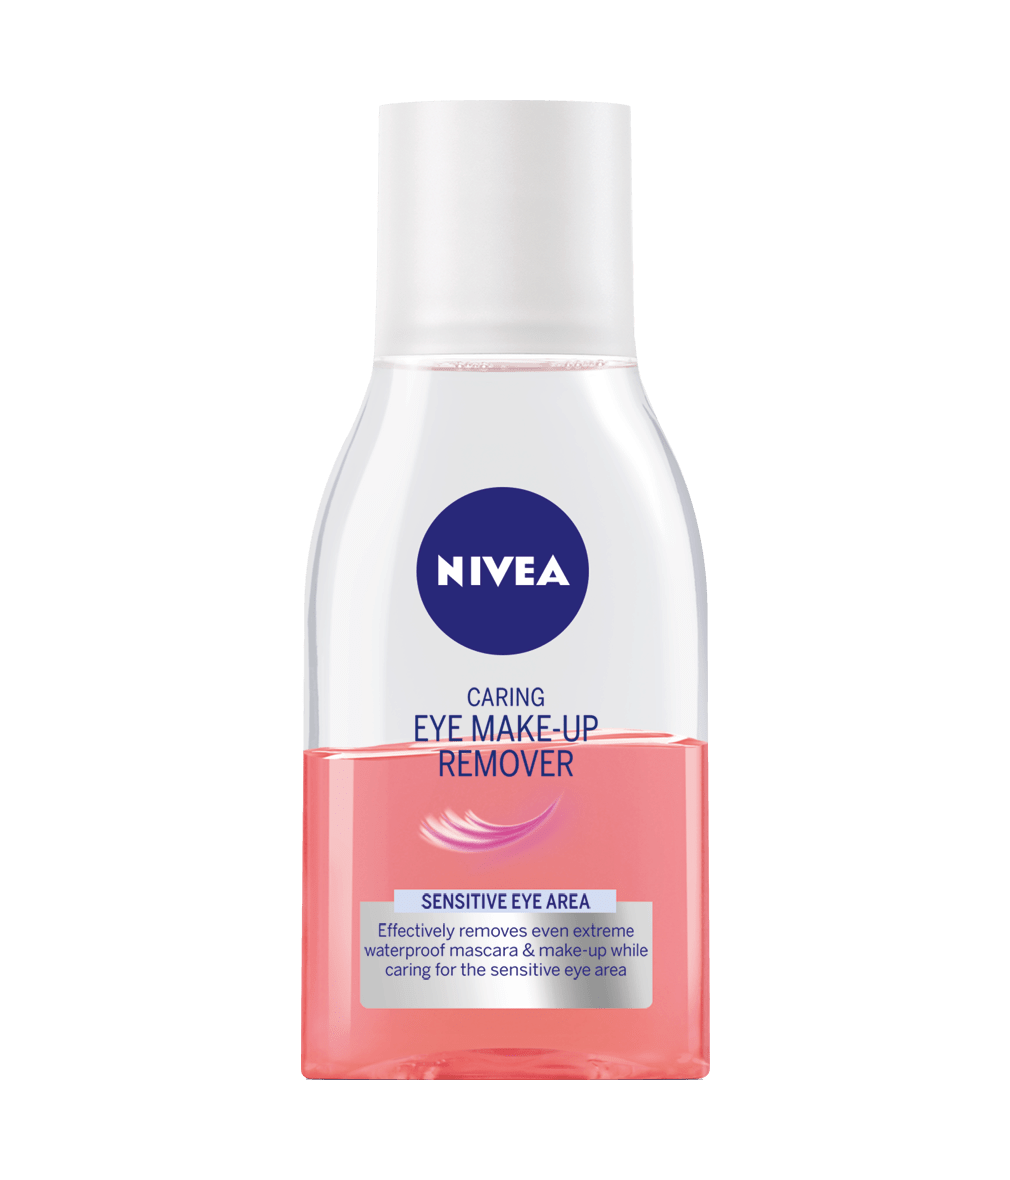 NIVEA
CARING
EYE MAKE-UP
REMOVER
SENSITIVE EYE AREA
Effectively removes even extreme
waterproof mascara & make-up while
caring for the sensitive eye area